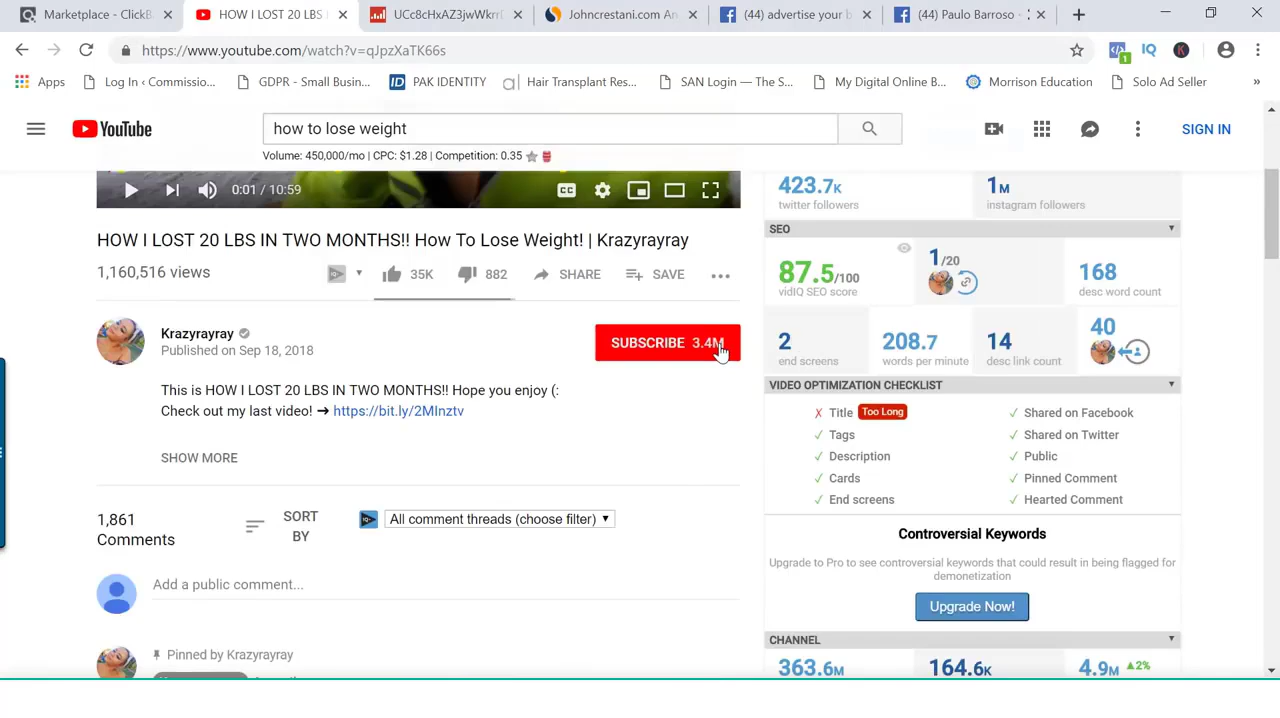 Marketplace - ClickB
HOW I LOST 20 LBS I
UCc8cHxAZ3jwWkrr
Johncrestani.com An
(44) advertise your b
(44) Paulo Barroso -
https://www.youtube.com/watch?v=qJpzXaTK66s
IQ
1
K
Apps
Log In ‹ Commissio...
GDPR - Small Busin...
ID PAK IDENTITY
Hair Transplant Res...
SAN Login — The S...
My Digital Online B...
Morrison Education
Solo Ad Seller
»
YouTube
how to lose weight
SIGN IN
Volume: 450,000/mo | CPC: $1.28 | Competition: 0.35
0:01 / 10:59
CC
423.7K
twitter followers
1M
instagram followers
HOW I LOST 20 LBS IN TWO MONTHS!! How To Lose Weight! | Krazyrayray
1,160,516 views
35K
882
SHARE
SAVE
Krazyrayray
Published on Sep 18, 2018
SUBSCRIBE 3.4M
This is HOW I LOST 20 LBS IN TWO MONTHS!! Hope you enjoy (:
Check out my last video! ➞ https://bit.ly/2MInztv
SHOW MORE
1,861
Comments
SORT
BY
All comment threads (choose filter)
Add a public comment...
Pinned by Krazyrayray
SEO
87.5/100
vidIQ SEO score
1/20
168
desc word count
2
end screens
208.7
words per minute
14
desc link count
40
VIDEO OPTIMIZATION CHECKLIST
✗ Title Too Long
✓ Tags
✓ Description
✓ Cards
✓ End screens
✓ Shared on Facebook
✓ Shared on Twitter
✓ Public
✓ Pinned Comment
✓ Hearted Comment
Controversial Keywords
Upgrade to Pro to see controversial keywords that could result in being flagged for
demonetization
Upgrade Now!
CHANNEL
363.6M
164.6K
4.9M ▲2%